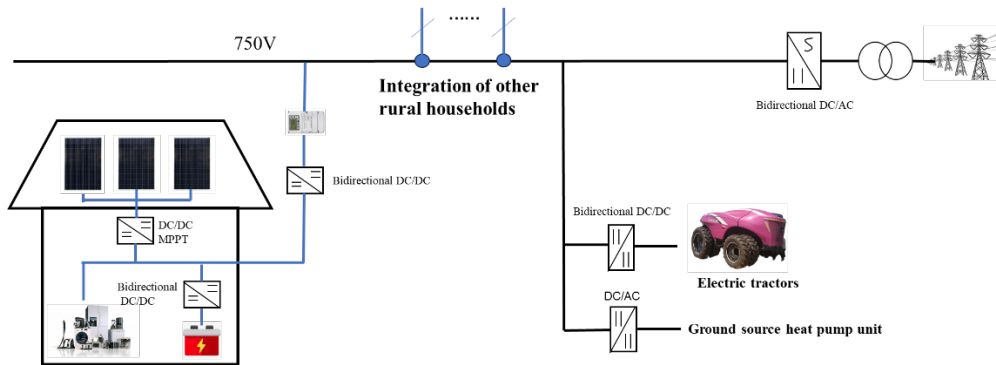 750V
......
Integration of other
rural households
Bidirectional DC/AC
Bidirectional DC/DC
DC/DC
MPPT
Bidirectional
DC/DC
Bidirectional DC/DC
Electric tractors
DC/AC
Ground source heat pump unit